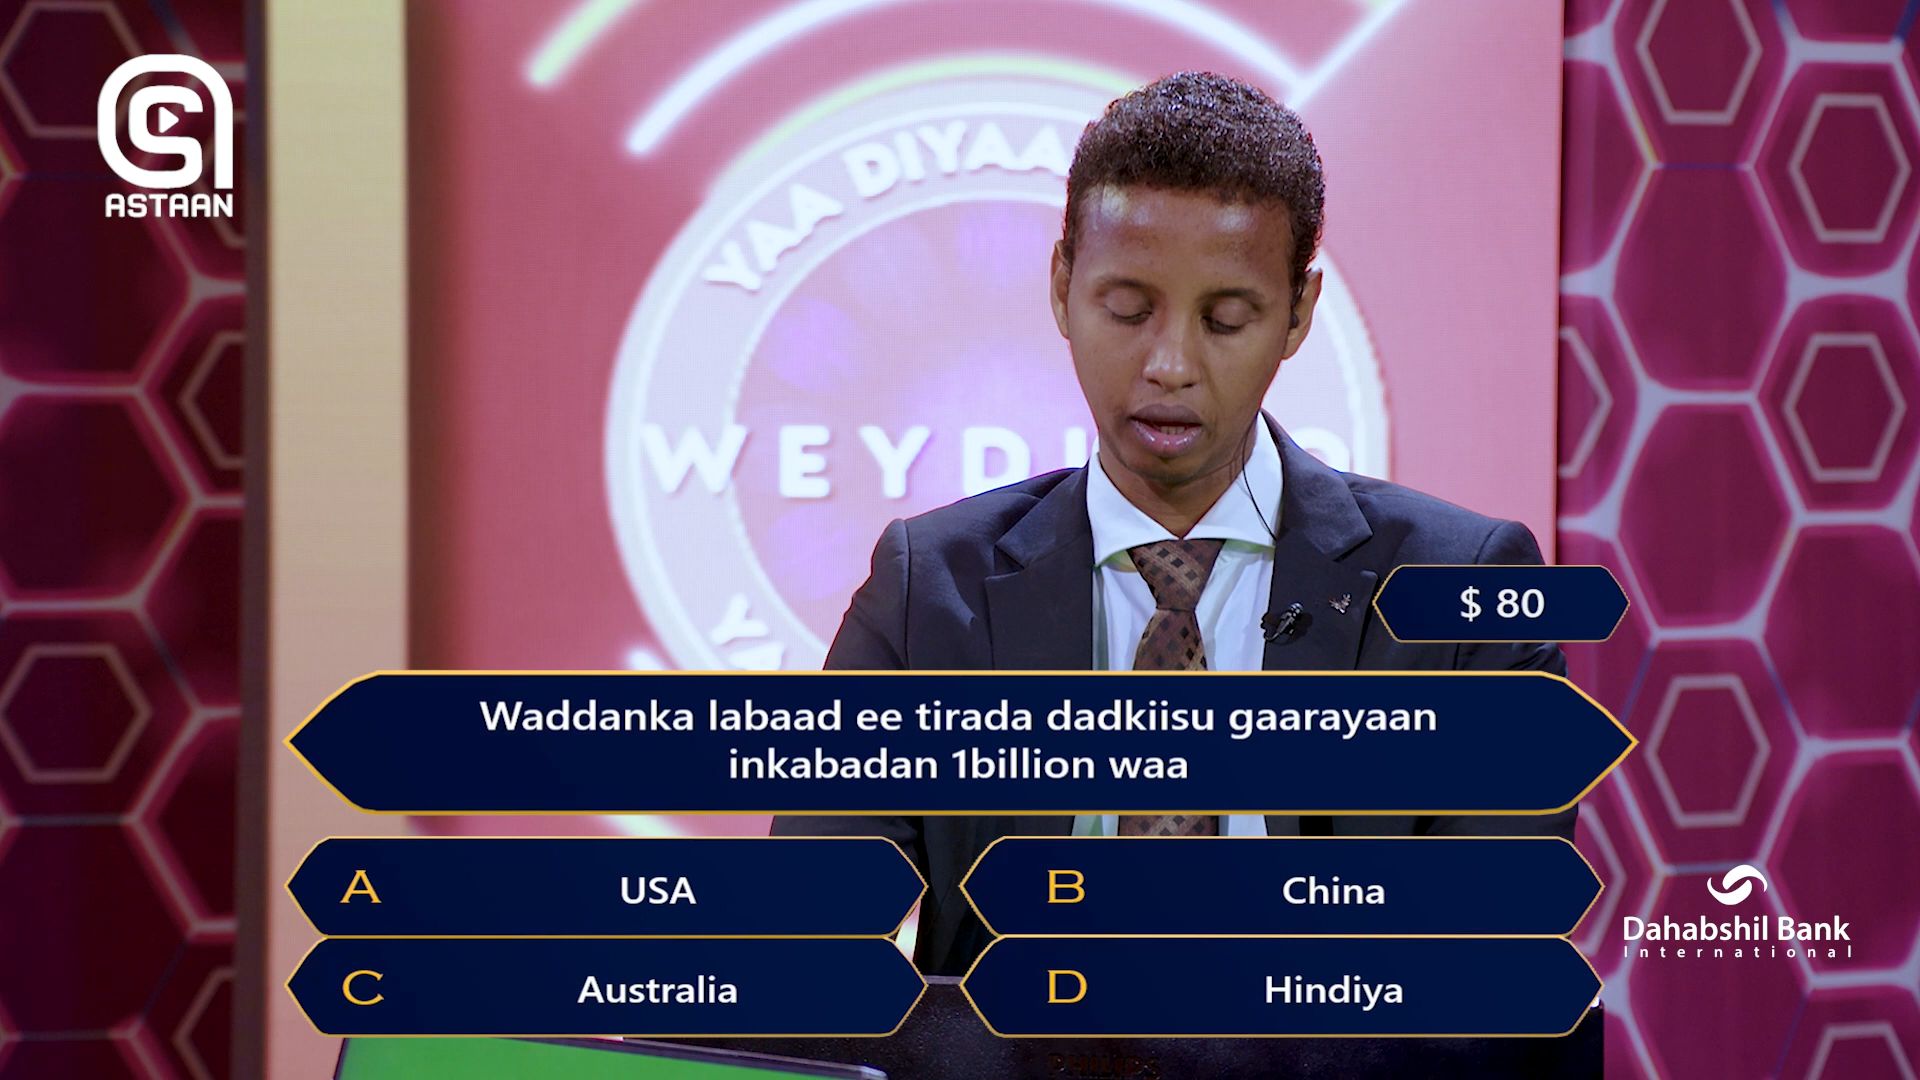 ASTAAN
YAA DIYAA
WEYD
YA
$ 80
Waddanka labaad ee tirada dadkiisu gaarayaan
inkabadan 1billion waa
A USA
B China
C Australia
D Hindiya
Dahabshil Bank
International